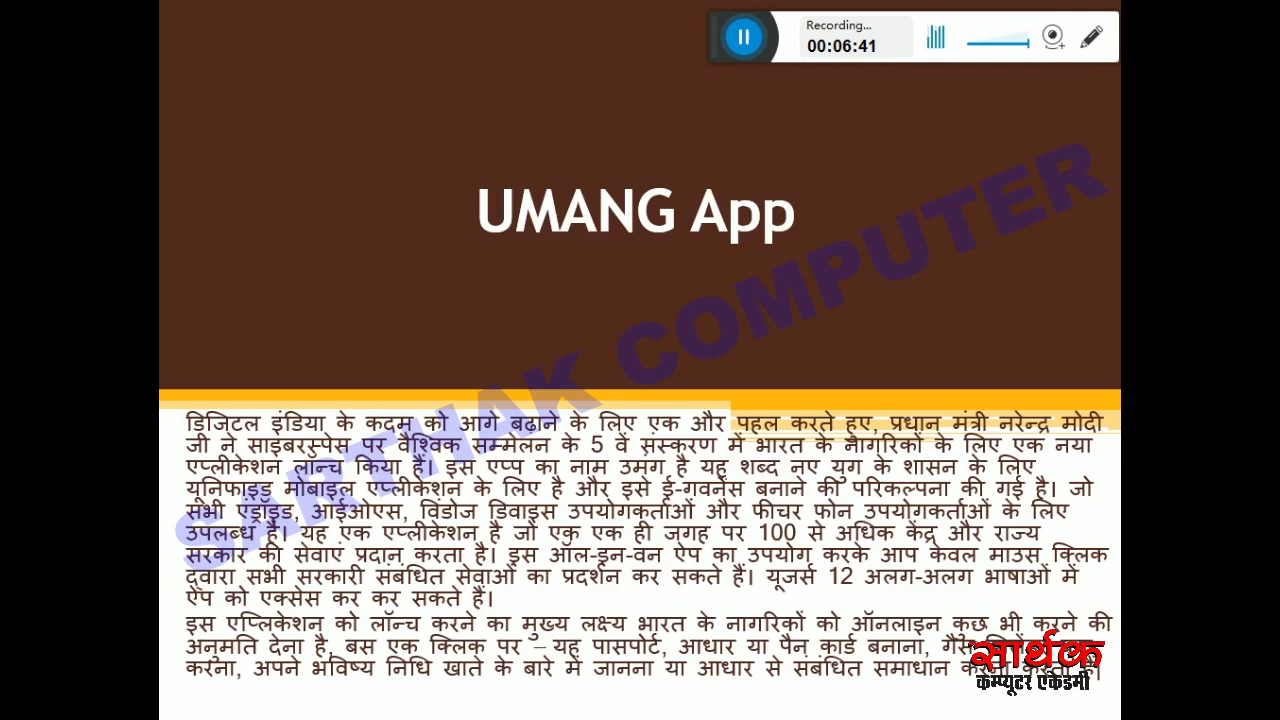 Recording...
00:06:41
UMANG App
SARTHAK COMPUTER
डिजिटल इंडिया के कदम को आगे बढ़ाने के लिए एक और पहल करते हुए, प्रधान मंत्री नरेन्द्र मोदी
जी ने साइबरस्पेस पर वैश्विक सम्मेलन के 5 वें संस्करण में भारत के नागरिकों के लिए एक नया
एप्लीकेशन लान्च किया हैं। इस एप्प का नाम उमंग है यह शब्द नए युग के शासन के लिए
यूनिफाइड मोबाइल एप्लीकेशन के लिए है और इसे ई-गवर्नेंस बनाने की परिकल्पना की गई है। जो
सभी एंड्रॉइड, आईओएस, विंडोज डिवाइस उपयोगकर्ताओं और फीचर फोन उपयोगकर्ताओं के लिए
उपलब्ध है। यह एक एप्लीकेशन है जो एक एक ही जगह पर 100 से अधिक केंद्र और राज्य
सरकार की सेवाएं प्रदान करता है। इस ऑल-इन-वन ऐप का उपयोग करके आप केवल माउस क्लिक
द्वारा सभी सरकारी संबंधित सेवाओं का प्रदर्शन कर सकते हैं। यूजर्स 12 अलग-अलग भाषाओं में
ऐप को एक्सेस कर कर सकते हैं।
इस एप्लिकेशन को लॉन्च करने का मुख्य लक्ष्य भारत के नागरिकों को ऑनलाइन कुछ भी करने की
अनुमति देना है, बस एक क्लिक पर – यह पासपोर्ट, आधार या पैन कार्ड बनाना, गैस
करना, अपने भविष्य निधि खाते के बारे में जानना या आधार से संबंधित समाधान
सार्थक
कम्प्यूटर एकेडमी